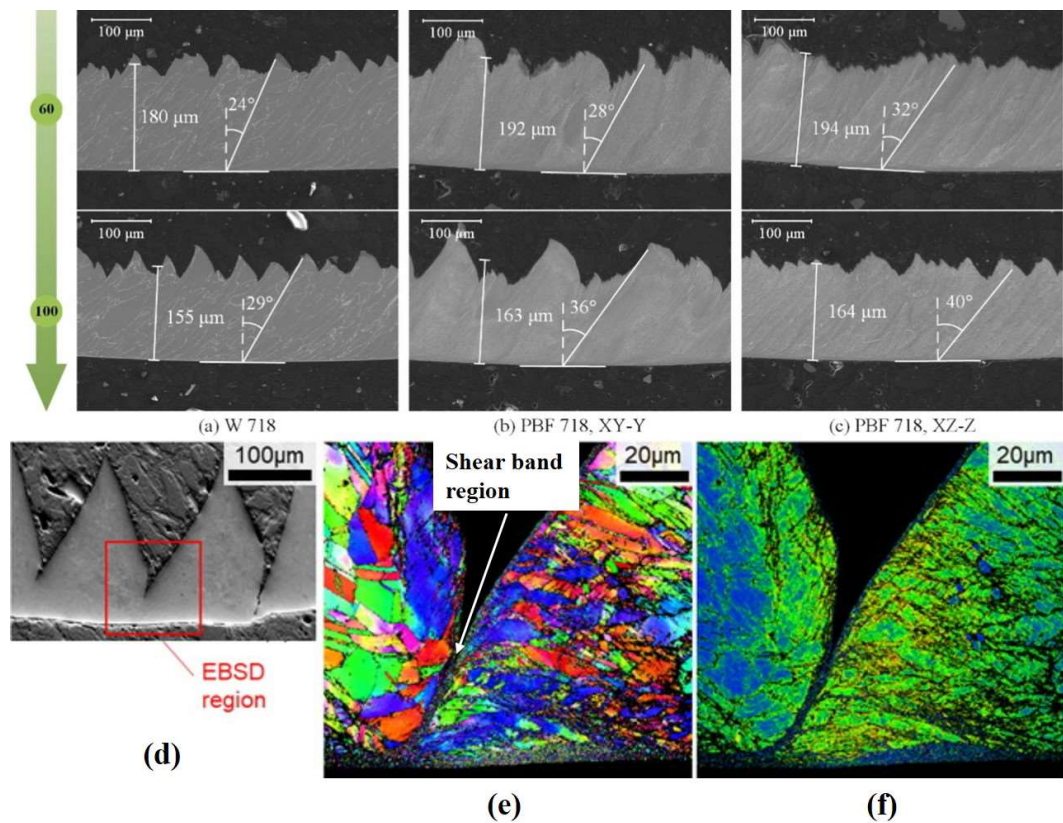 100 μm
100 μm
100 μm
60
180 μm
24°
192 μm
28°
194 μm
32°
100 μm
100 μm
100 μm
100
155 μm
29°
163 μm
36°
164 μm
40°
(a) W 718
(b) PBF 718, XY-Y
(c) PBF 718, XZ-Z
100μm
Shear band
region
20μm
20μm
EBSD
region
(d)
(e)
(f)